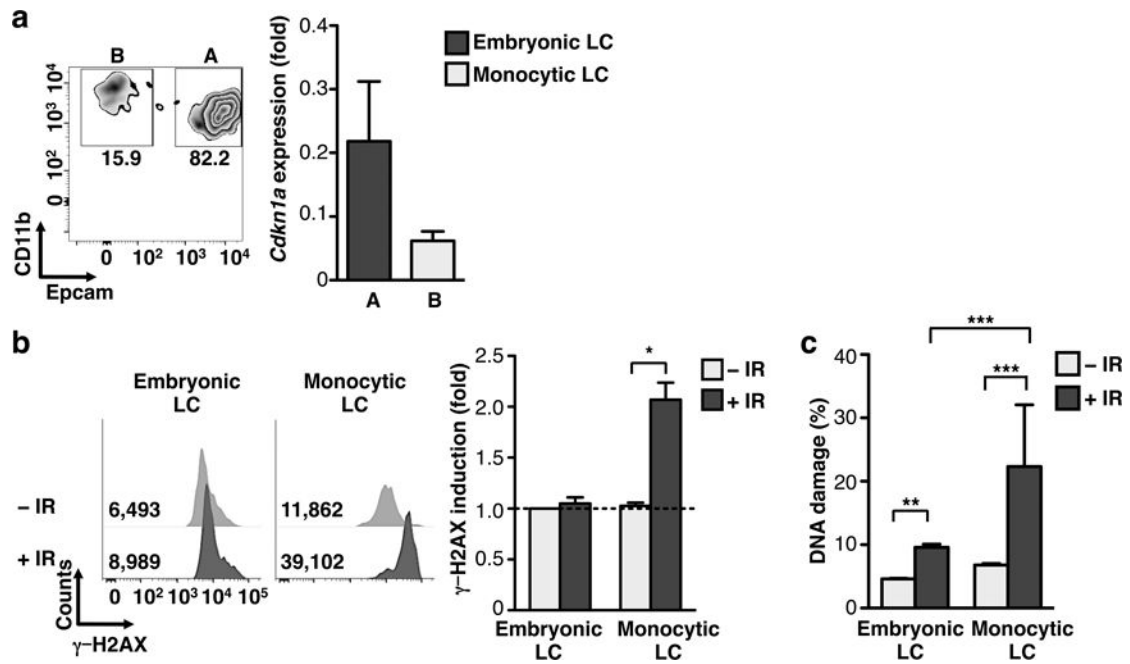 a
B A
10⁴
10³
10²
0
15.9 82.2
0 10² 10³ 10⁴
CD11b
Epcam
Cdkn1a expression (fold)
0.4
0.3
0.2
0.1
0
A B
Embryonic LC
Monocytic LC
b
Embryonic LC
Monocytic LC
– IR
+ IR
6,493
8,989
11,862
39,102
0 10² 10³ 10⁴ 10⁵
Counts
γ–H2AX
γ–H2AX induction (fold)
2.5
2.0
1.5
1.0
0.5
0
*
Embryonic LC
Monocytic LC
– IR
+ IR
c
DNA damage (%)
40
30
20
10
0
**
***
***
Embryonic LC
Monocytic LC
– IR
+ IR